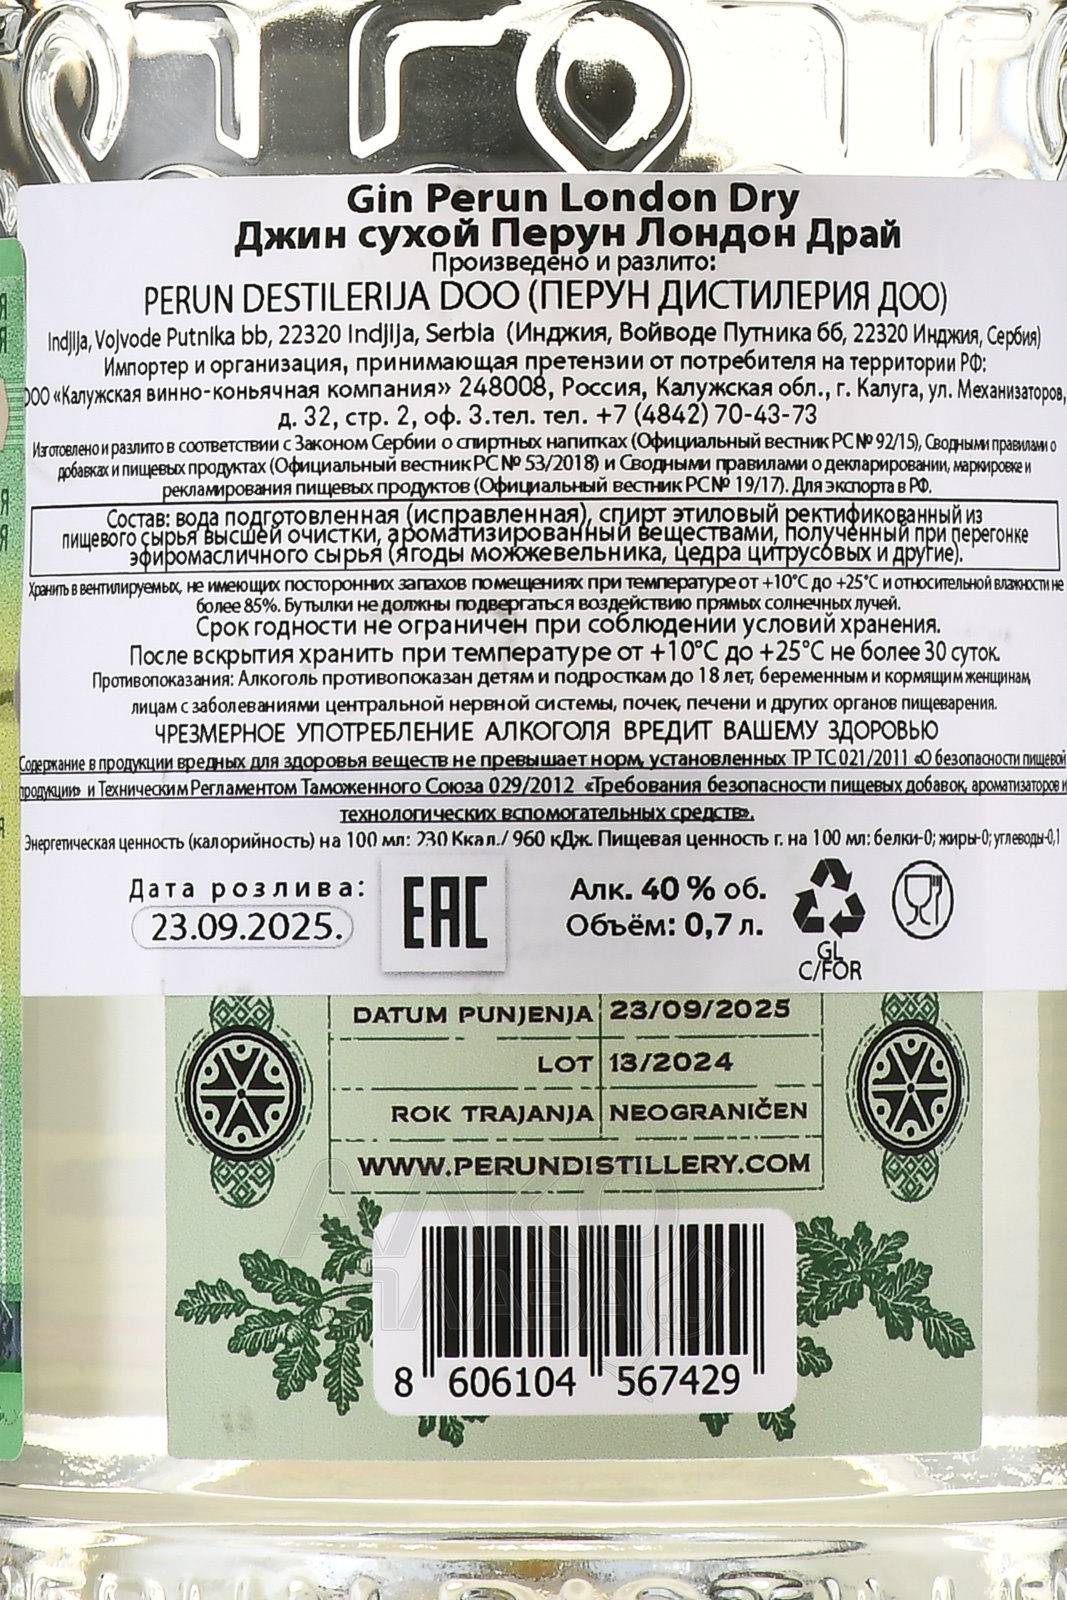 Gin Perun London Dry
Джин сухой Перун Лондон Драй
Произведено и разлито:
PERUN DESTILERIJA DOO (ПЕРУН ДИСТИЛЕРИЯ ДОО)
Indjija, Vojvode Putnika bb, 22320 Indjija, Serbia (Инджия, Войводе Путника бб, 22320 Инджия, Сербия)
Импортер и организация, принимающая претензии от потребителя на территории РФ:
ООО «Калужская винно-коньячная компания» 248008, Россия, Калужская обл., г. Калуга, ул. Механизаторов,
д. 32, стр. 2, оф. 3.тел. тел. +7 (4842) 70-43-73
Изготовлено и разлито в соответствии с Законом Сербии о спиртных напитках (Официальный вестник РС № 92/15), Сводными правилами о
добавках и пищевых продуктах (Официальный вестник РС № 53/2018) и Сводными правилами о декларировании, маркировке и
рекламирования пищевых продуктов (Официальный вестник РС № 19/17). Для экспорта в РФ.
Состав: вода подготовленная (исправленная), спирт этиловый ректификованный из
пищевого сырья высшей очистки, ароматизированный веществами, полученный при перегонке
эфиромасличного сырья (ягоды можжевельника, цедра цитрусовых и другие).
Хранить в вентилируемых, не имеющих посторонних запахов помещениях при температуре от +10°С до +25°С и относительной влажности не
более 85%. Бутылки не должны подвергаться воздействию прямых солнечных лучей.
Срок годности не ограничен при соблюдении условий хранения.
После вскрытия хранить при температуре от +10°С до +25°С не более 30 суток.
Противопоказания: Алкоголь противопоказан детям и подросткам до 18 лет, беременным и кормящим женщинам,
лицам с заболеваниями центральной нервной системы, почек, печени и других органов пищеварения.
ЧРЕЗМЕРНОЕ УПОТРЕБЛЕНИЕ АЛКОГОЛЯ ВРЕДИТ ВАШЕМУ ЗДОРОВЬЮ
Содержание в продукции вредных для здоровья веществ не превышает норм, установленных ТР ТС 021/2011 «О безопасности пищевой
продукции» и Техническим Регламентом Таможенного Союза 029/2012 «Требования безопасности пищевых добавок, ароматизаторов и
технологических вспомогательных средств».
Энергетическая ценность (калорийность) на 100 мл: 230 Ккал./ 960 кДж. Пищевая ценность г. на 100 мл: белки-0; жиры-0; углеводы-0,1
Дата розлива:
23.09.2025.
EAC
Алк. 40 % об.
Объём: 0,7 л.
GL
C/FOR
DATUM PUNJENJA 23/09/2025
LOT 13/2024
ROK TRAJANJA NEOGRANIČEN
WWW.PERUNDISTILLERY.COM
АЛКО
ПЛАЗА
8 606104 567429